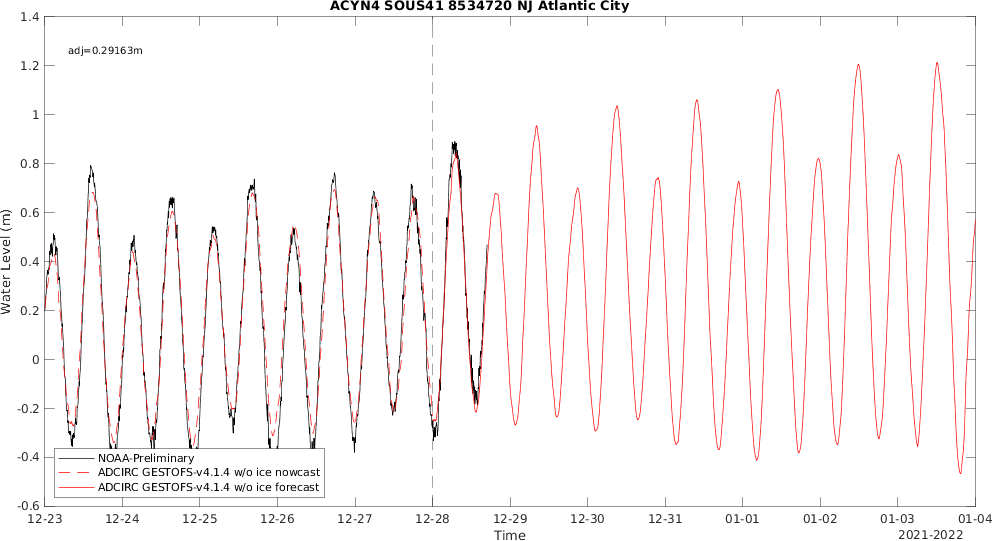 ACYN4 SOUS41 8534720 NJ Atlantic City
adj=0.29163m
Water Level (m)
1.4
1.2
1
0.8
0.6
0.4
0.2
0
-0.2
-0.4
-0.6
NOAA-Preliminary
ADCIRC GESTOFS-v4.1.4 w/o ice nowcast
ADCIRC GESTOFS-v4.1.4 w/o ice forecast
12-23 12-24 12-25 12-26 12-27 12-28 12-29 12-30 12-31 01-01 01-02 01-03 01-04
Time
2021-2022